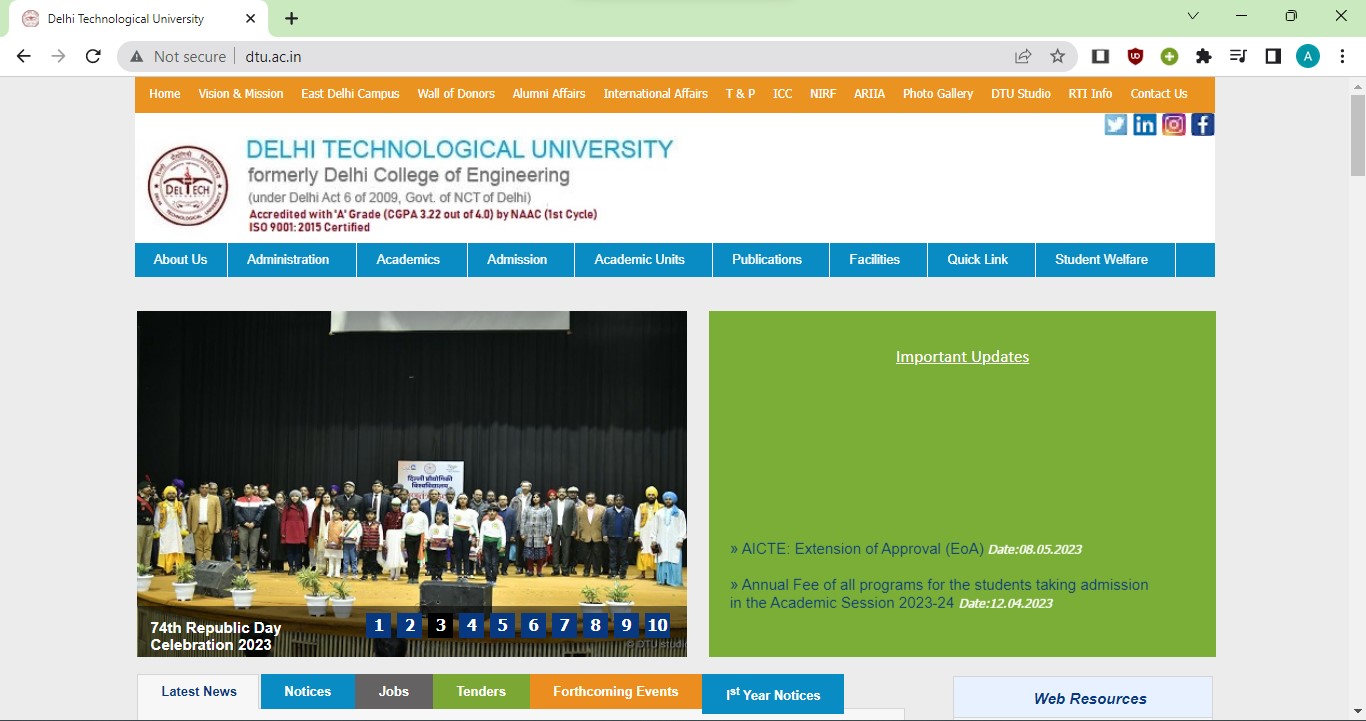 Delhi Technological University
Not secure
dtu.ac.in
A
Home Vision & Mission East Delhi Campus Wall of Donors Alumni Affairs International Affairs T & P ICC NIRF ARIIA Photo Gallery DTU Studio RTI Info Contact Us
DELTECH
DELHI TECHNOLOGICAL UNIVERSITY
formerly Delhi College of Engineering
(under Delhi Act 6 of 2009, Govt. of NCT of Delhi)
Accredited with 'A' Grade (CGPA 3.22 out of 4.0) by NAAC (1st Cycle)
ISO 9001: 2015 Certified
About Us Administration Academics Admission Academic Units Publications Facilities Quick Link Student Welfare
दिल्ली प्रौद्योगिकी
विश्वविद्यालय
74th Republic Day
Celebration 2023
1 2 3 4 5 6 7 8 9 10
© DTU studio
Important Updates
» AICTE: Extension of Approval (EoA) Date:08.05.2023
» Annual Fee of all programs for the students taking admission
in the Academic Session 2023-24 Date:12.04.2023
Latest News Notices Jobs Tenders Forthcoming Events Ist Year Notices
Web Resources